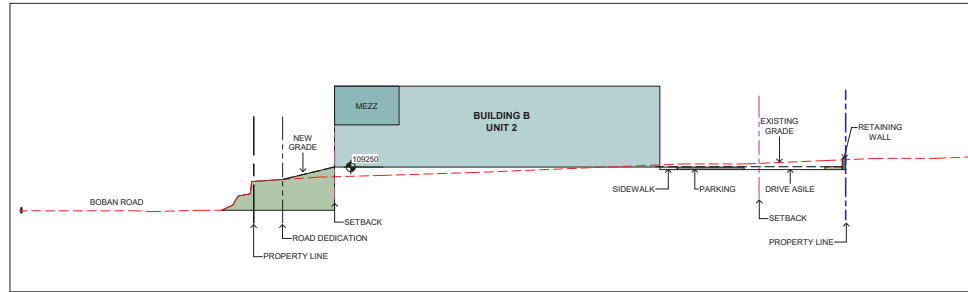 MEZZ
BUILDING B
UNIT 2
NEW
GRADE
109250
EXISTING
GRADE
RETAINING
WALL
BOBAN ROAD
SIDEWALK
PARKING
DRIVE ASILE
SETBACK
SETBACK
ROAD DEDICATION
PROPERTY LINE
PROPERTY LINE